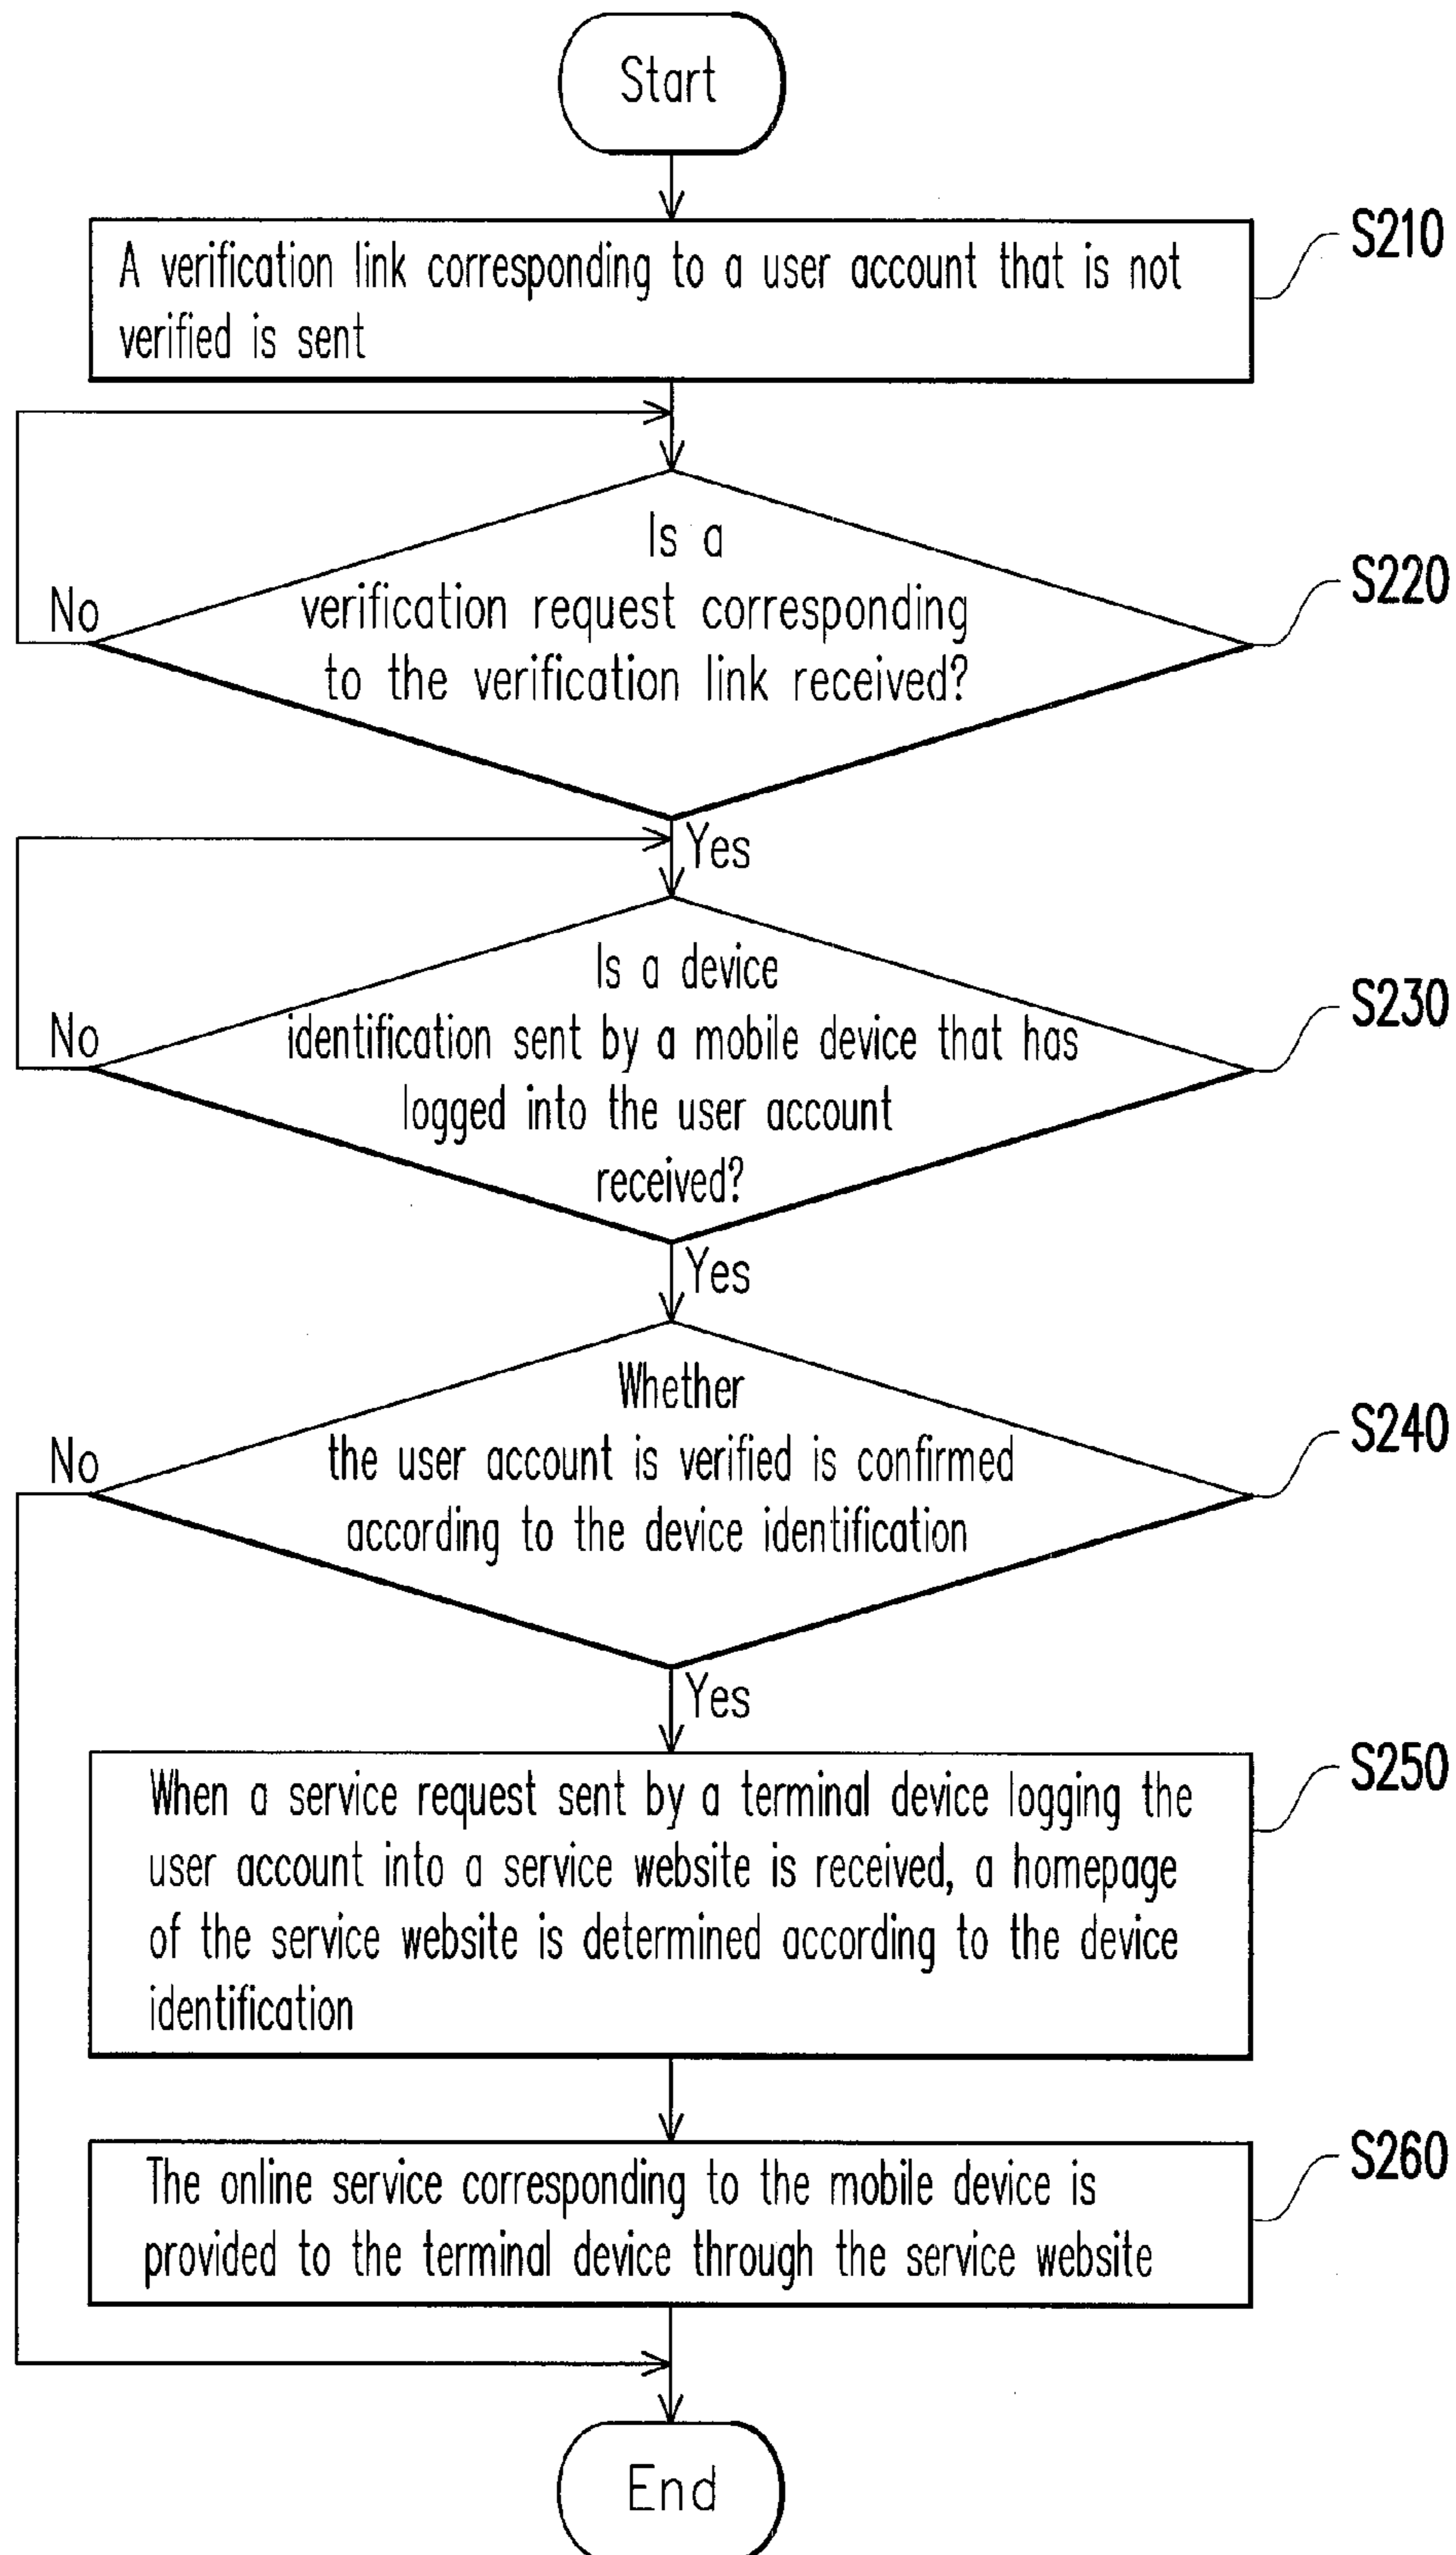 Start
A verification link corresponding to a user account that is not
verified is sent
S210
Is a
verification request corresponding
to the verification link received?
S220
No
Yes
Is a device
identification sent by a mobile device that has
logged into the user account
received?
S230
No
Yes
Whether
the user account is verified is confirmed
according to the device identification
S240
No
Yes
When a service request sent by a terminal device logging the
user account into a service website is received, a homepage
of the service website is determined according to the device
identification
S250
The online service corresponding to the mobile device is
provided to the terminal device through the service website
S260
End